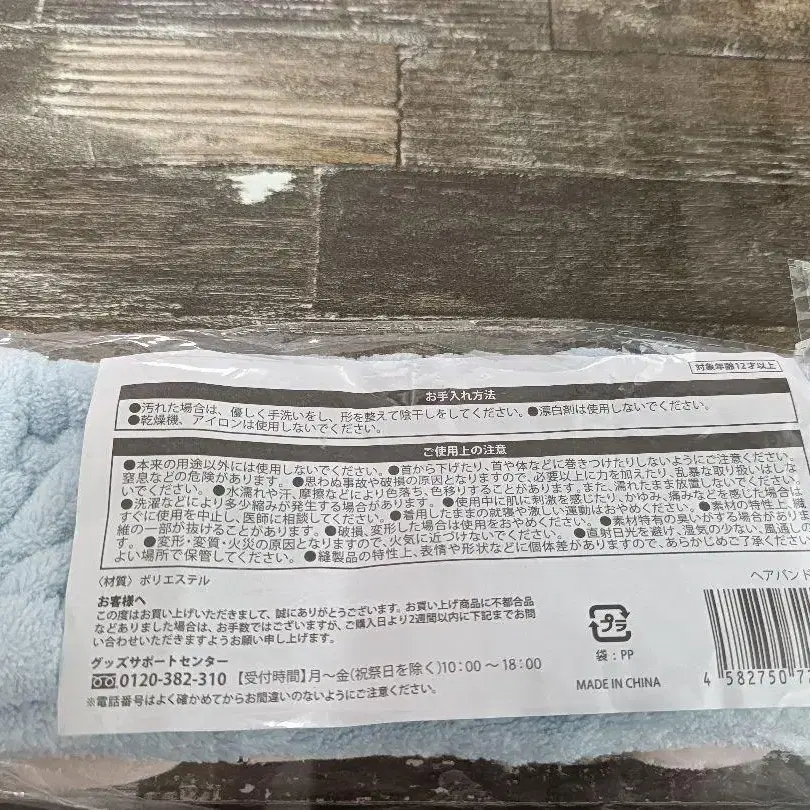 対象年齢12才以上
お手入れ方法
●汚れた場合は、優しく手洗いをし、形を整えて陰干しをしてください。●漂白剤は使用しないでください。
●乾燥機、アイロンは使用しないでください。
ご使用上の注意
●本来の用途以外には使用しないでください。●首から下げたり、首や体などに巻きつけたりしないようにご注意ください。
窒息などの危険があります。●思わぬ事故や破損の原因となりますので、必要以上に力を加えたり、乱暴な取り扱いはしな
いでください。●水濡れや汗、摩擦などにより色落ち、色移りすることがあります。また、濡れたまま放置しないでください。
●洗濯などにより多少縮みが発生する場合があります。●使用中に肌に刺激を感じたり、かゆみ、痛みなどを感じた場合は
すぐに使用を中止し、医師に相談してください。●着用したままの就寝や激しい運動はおやめください。●素材の特性上、繊
維の一部が抜けることがあります。●破損、変形した場合は使用をおやめください。●素材特有の臭いがする場合があります
。●変形・変質・火災の原因となりますので、火気に近づけないでください。●直射日光を避け、湿気の少ない、風通しの
よい場所で保管してください。●縫製品の特性上、表情や形状などに個体差がありますので、あらかじめご了承ください
〈材質〉ポリエステル
ヘアバンド
お客様へ
この度はお買い上げいただきまして、誠にありがとうございます。お買い上げ商品に不都合品
などありました場合は、お手数ではございますが、ご購入日より2週間以内に下記までお問
い合わせいただきますようお願い申し上げます。
グッズサポートセンター
0120-382-310【受付時間】月～金(祝祭日を除く)10:00～18:00
※電話番号はよく確かめてからお間違いのないようにご注意ください。
プラ
袋：PP
MADE IN CHINA
4 582750 7